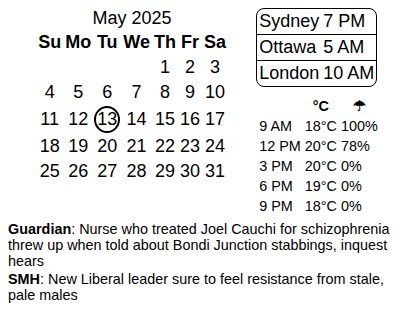 May 2025
Su Mo Tu We Th Fr Sa
1 2 3
4 5 6 7 8 9 10
11 12 13 14 15 16 17
18 19 20 21 22 23 24
25 26 27 28 29 30 31
Sydney 7 PM
Ottawa 5 AM
London 10 AM
°C ☂
9 AM 18°C 100%
12 PM 20°C 78%
3 PM 20°C 0%
6 PM 19°C 0%
9 PM 18°C 0%
Guardian: Nurse who treated Joel Cauchi for schizophrenia
threw up when told about Bondi Junction stabbings, inquest
hears
SMH: New Liberal leader sure to feel resistance from stale,
pale males